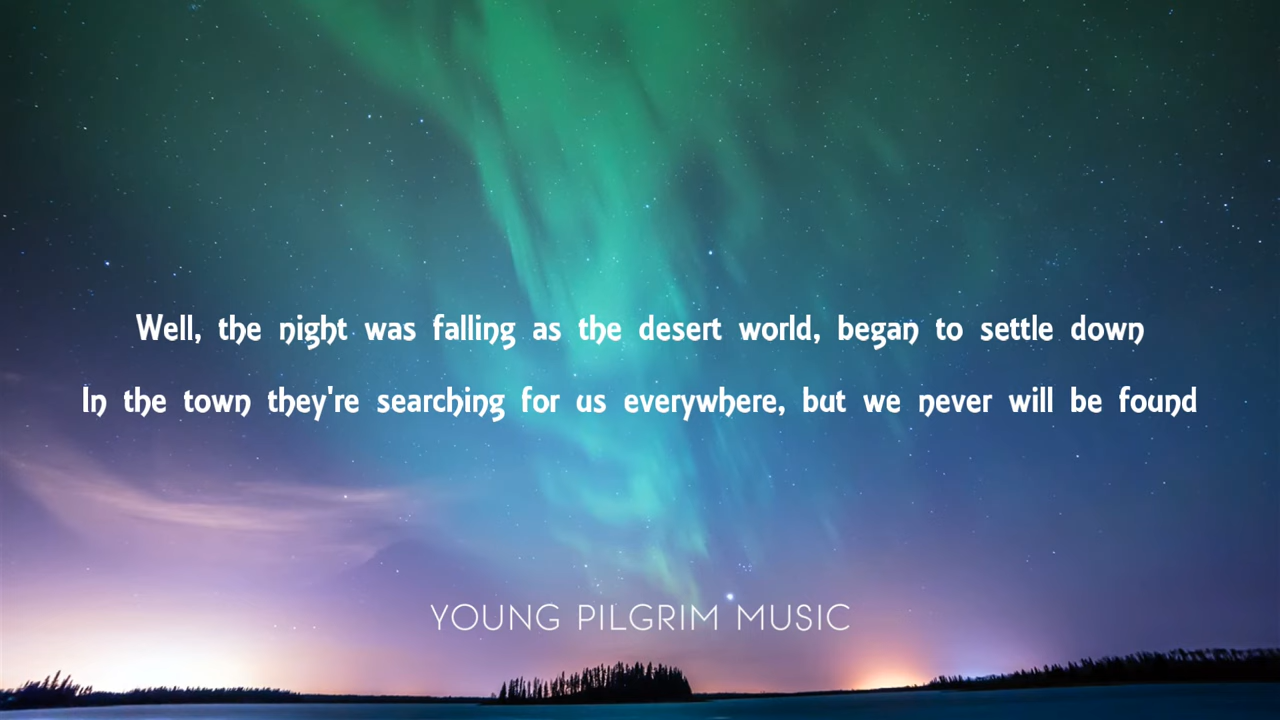 Well, the night was falling as the desert world, began to settle down
In the town they're searching for us everywhere, but we never will be found
YOUNG PILGRIM MUSIC